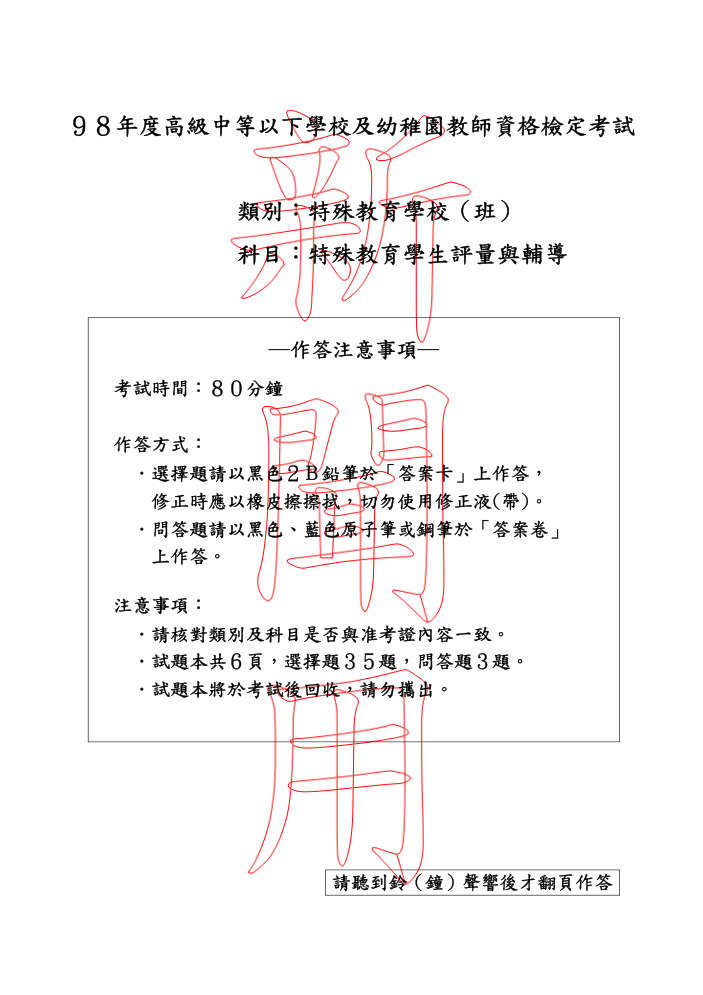 98年度高級中等以下學校及幼稚園教師資格檢定考試
類別：特殊教育學校（班）
科目：特殊教育學生評量與輔導
—作答注意事項—
考試時間：80分鐘
作答方式：
．選擇題請以黑色2B鉛筆於「答案卡」上作答，
修正時應以橡皮擦擦拭，切勿使用修正液(帶)。
．問答題請以黑色、藍色原子筆或鋼筆於「答案卷」
上作答。
注意事項：
．請核對類別及科目是否與准考證內容一致。
．試題本共6頁，選擇題35題，問答題3題。
．試題本將於考試後回收，請勿攜出。
請聽到鈴（鐘）聲響後才翻頁作答
新聞用